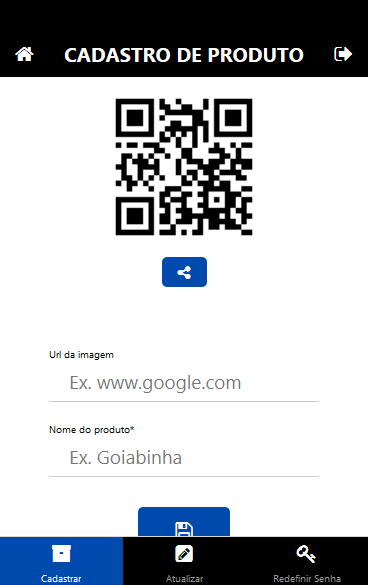 CADASTRO DE PRODUTO
Url da imagem
Ex. www.google.com
Nome do produto*
Ex. Goiabinha
Cadastrar
Atualizar
Redefinir Senha